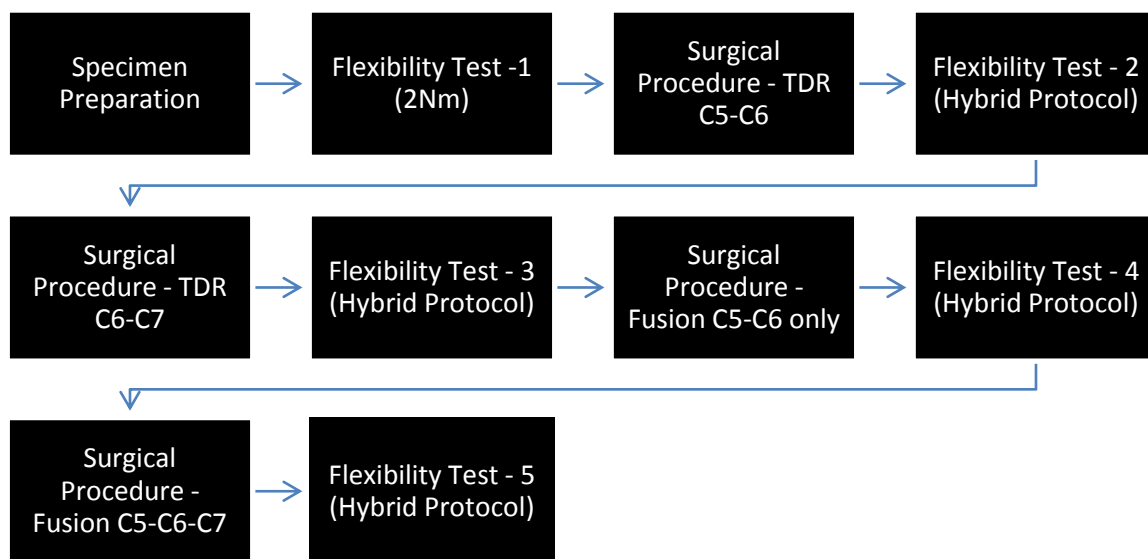 Specimen
Preparation
Flexibility Test -1
(2Nm)
Surgical
Procedure - TDR
C5-C6
Flexibility Test - 2
(Hybrid Protocol)
Surgical
Procedure - TDR
C6-C7
Flexibility Test - 3
(Hybrid Protocol)
Surgical
Procedure -
Fusion C5-C6 only
Flexibility Test - 4
(Hybrid Protocol)
Surgical
Procedure -
Fusion C5-C6-C7
Flexibility Test - 5
(Hybrid Protocol)